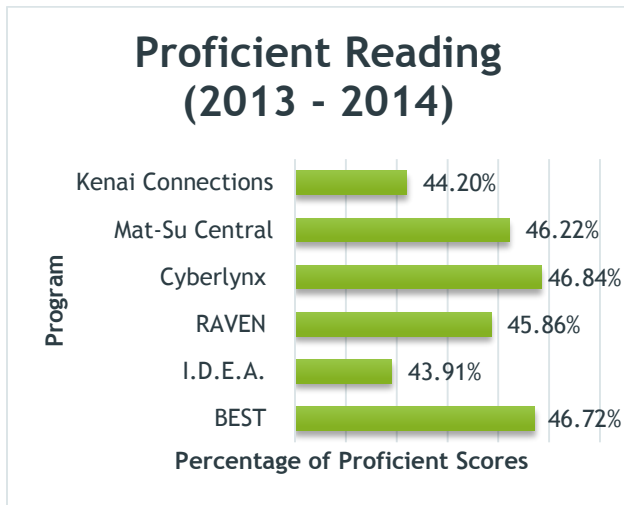 Proficient Reading
(2013 - 2014)
Kenai Connections 44.20%
Mat-Su Central 46.22%
Cyberlynx 46.84%
RAVEN 45.86%
I.D.E.A. 43.91%
BEST 46.72%
Program
Percentage of Proficient Scores